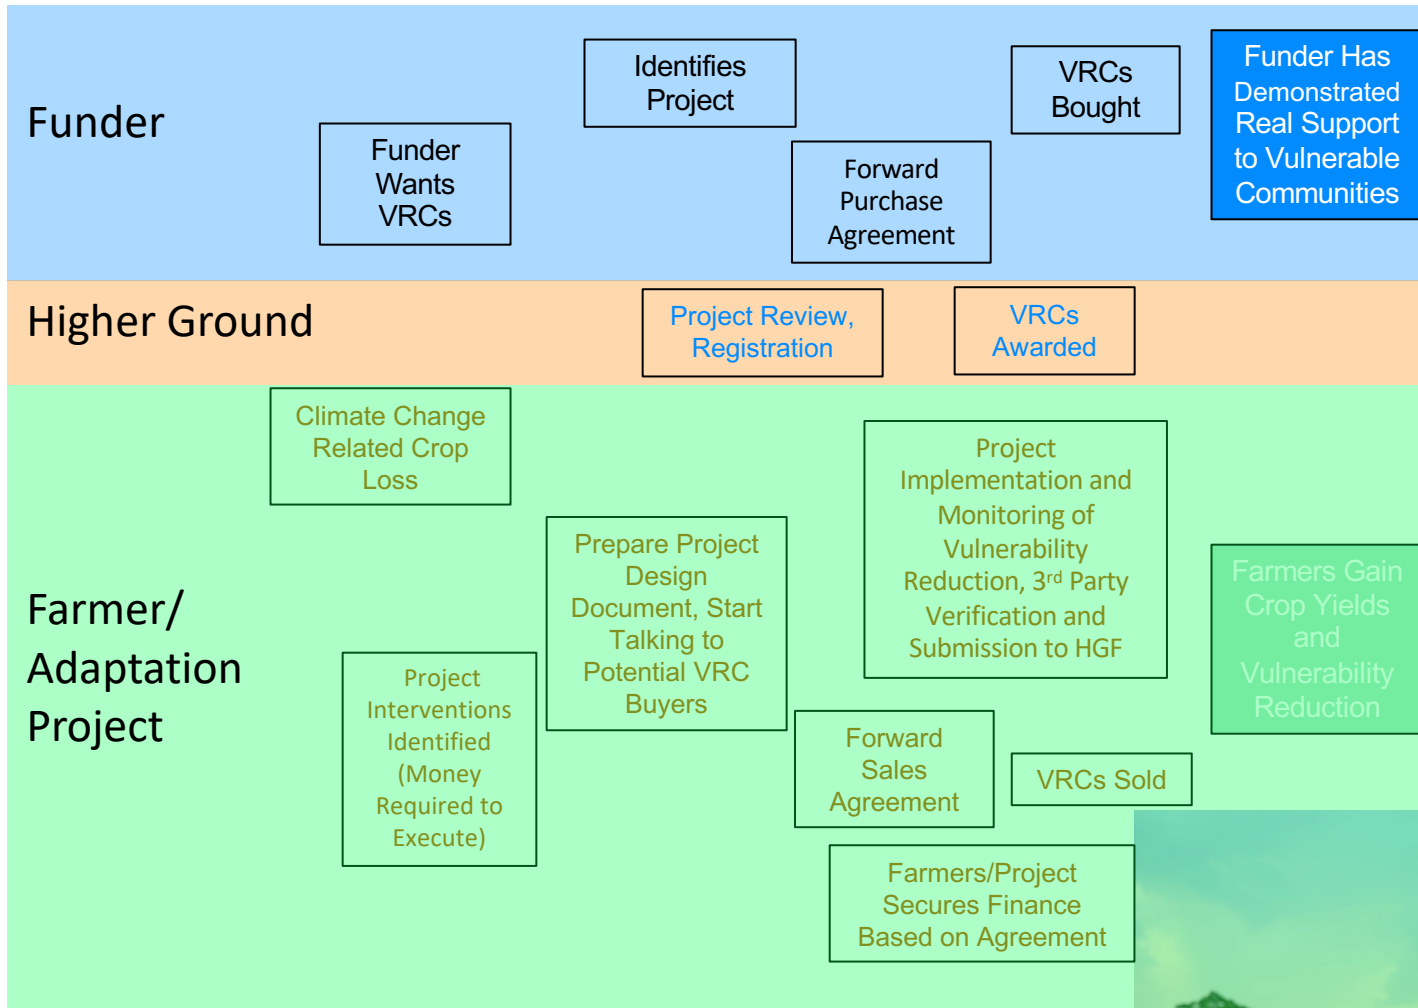 Funder
Funder
Wants
VRCs
Identifies
Project
Forward
Purchase
Agreement
VRCs
Bought
Funder Has
Demonstrated
Real Support
to Vulnerable
Communities
Higher Ground
Project Review,
Registration
VRCs
Awarded
Farmer/
Adaptation
Project
Climate Change
Related Crop
Loss
Project
Interventions
Identified
(Money
Required to
Execute)
Prepare Project
Design
Document, Start
Talking to
Potential VRC
Buyers
Project
Implementation and
Monitoring of
Vulnerability
Reduction, 3rd Party
Verification and
Submission to HGF
Forward
Sales
Agreement
VRCs Sold
Farmers/Project
Secures Finance
Based on Agreement
Farmers Gain
Crop Yields
and
Vulnerability
Reduction